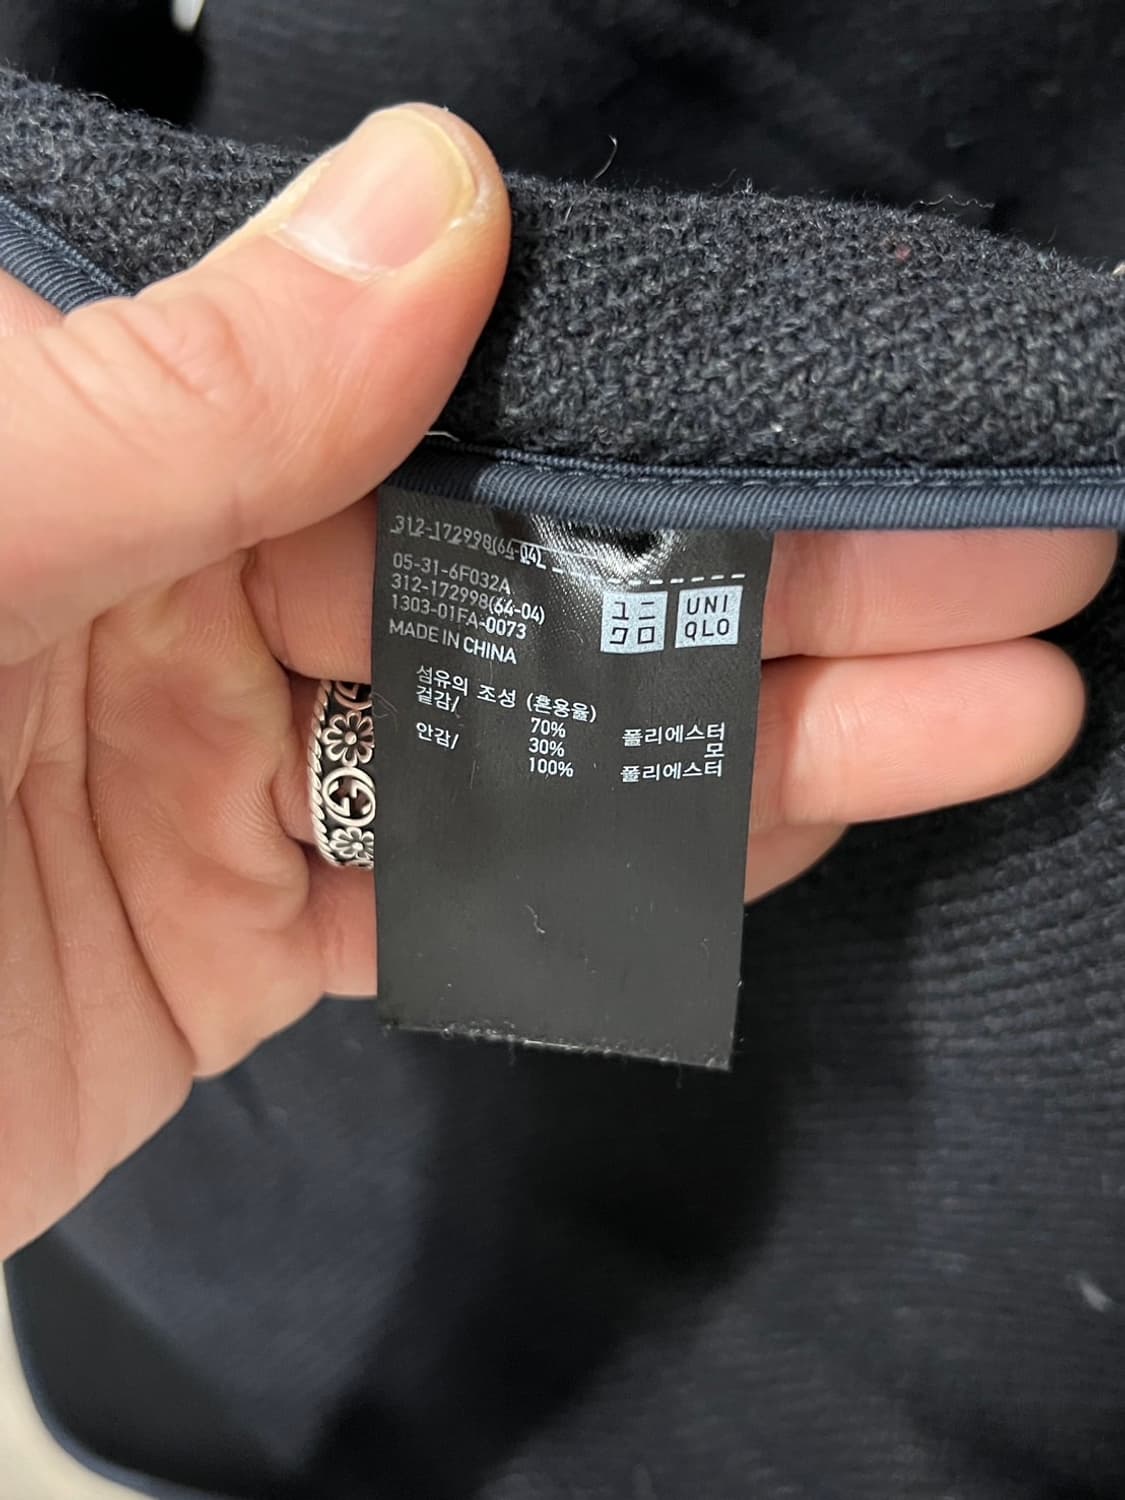 312-172998(64-04)
05-31-6F032A
312-172998(64-04)
1303-01FA-0073
MADE IN CHINA
ユニ
クロ
UNI
QLO
섬유의 조성 (혼용율)
겉감/ 70% 폴리에스터
30% 모
안감/ 100% 폴리에스터